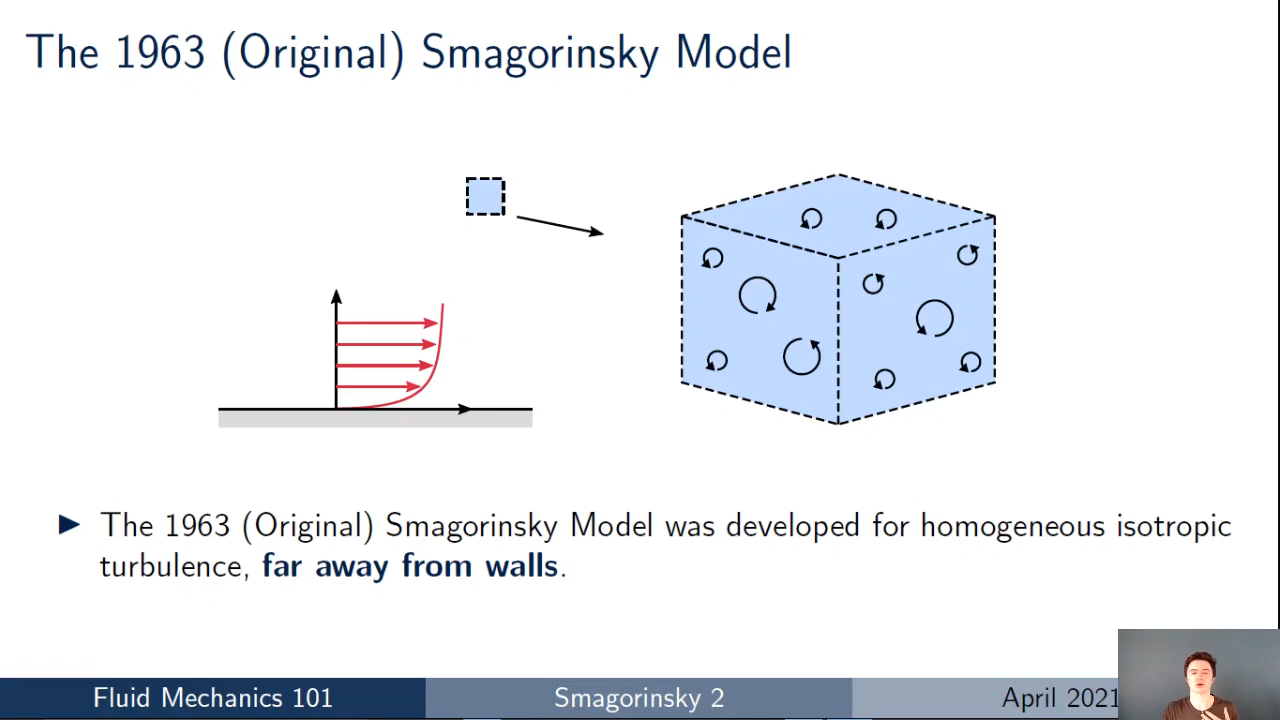 The 1963 (Original) Smagorinsky Model
▶ The 1963 (Original) Smagorinsky Model was developed for homogeneous isotropic
turbulence, far away from walls.
Fluid Mechanics 101
Smagorinsky 2
April 2021